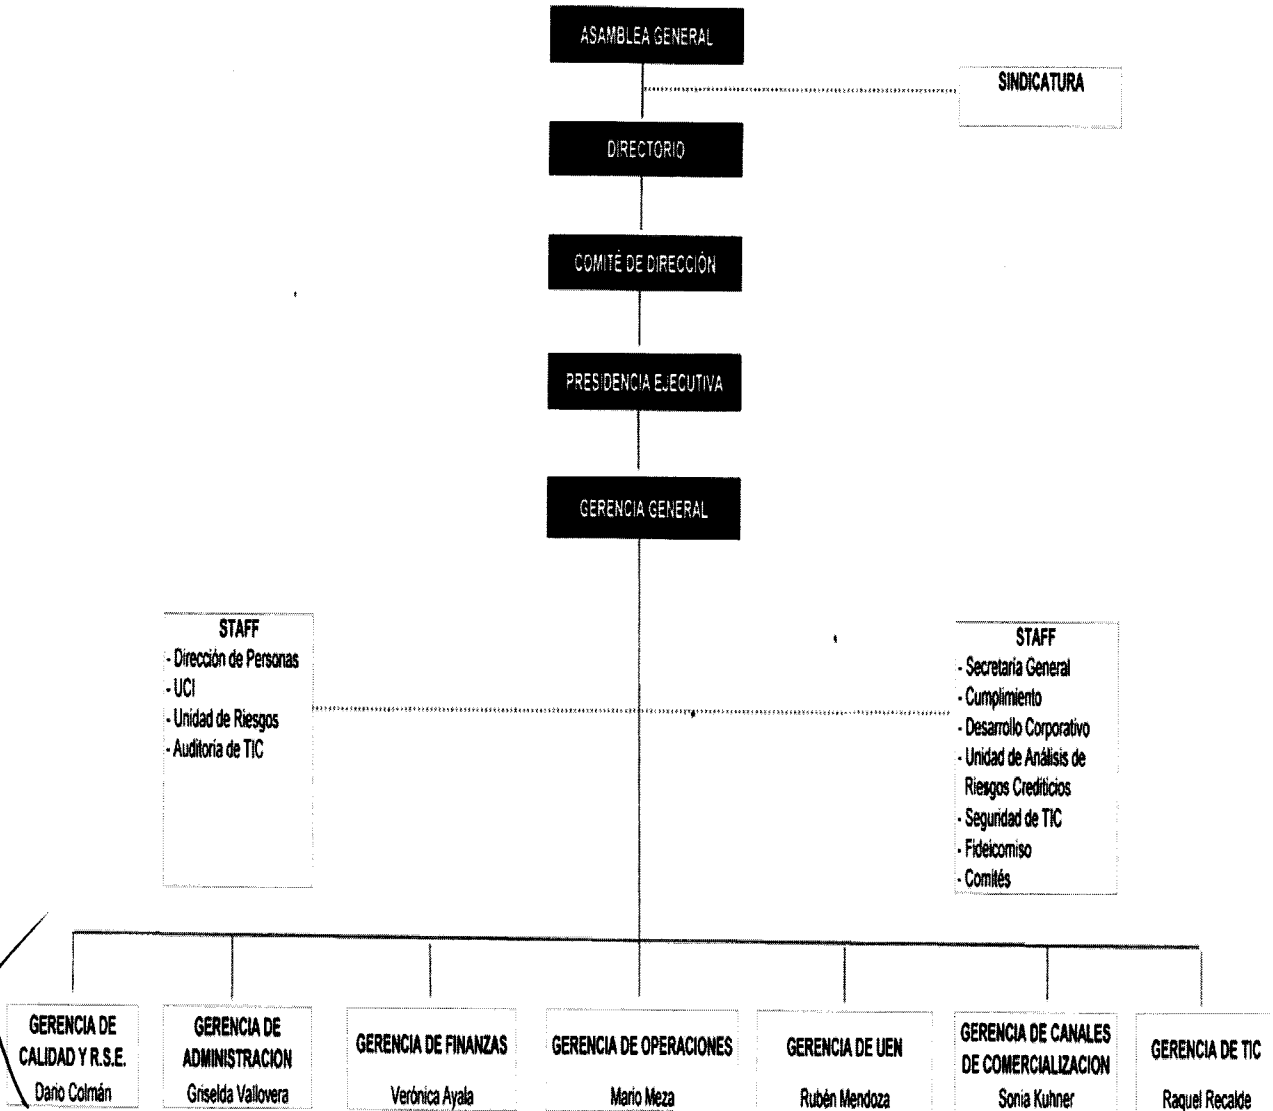 ASAMBLEA GENERAL
SINDICATURA
DIRECTORIO
COMITÉ DE DIRECCIÓN
PRESIDENCIA EJECUTIVA
GERENCIA GENERAL
STAFF
- Dirección de Personas
- UCI
- Unidad de Riesgos
- Auditoría de TIC
STAFF
- Secretaría General
- Cumplimiento
- Desarrollo Corporativo
- Unidad de Análisis de
Riesgos Crediticios
- Seguridad de TIC
- Fideicomiso
- Comités
GERENCIA DE
CALIDAD Y R.S.E.
Dario Colmán
GERENCIA DE
ADMINISTRACION
Griselda Vallovera
GERENCIA DE FINANZAS
Verónica Ayala
GERENCIA DE OPERACIONES
Mario Meza
GERENCIA DE UEN
Rubén Mendoza
GERENCIA DE CANALES
DE COMERCIALIZACION
Sonia Kuhner
GERENCIA DE TIC
Raquel Recalde